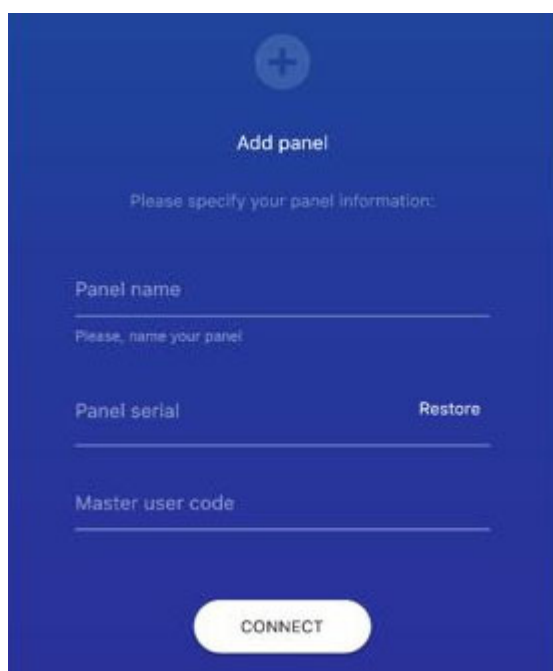 Add panel
Please specify your panel information:
Panel name
Please, name your panel
Panel serial Restore
Master user code
CONNECT